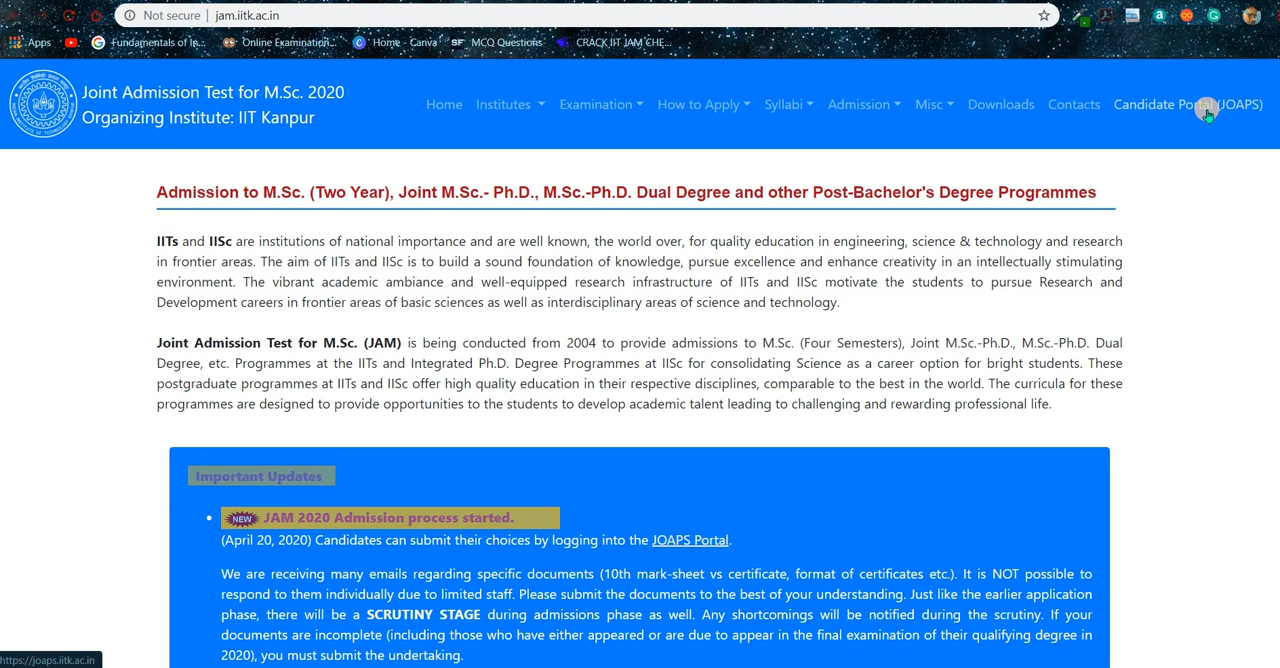 Not secure | jam.iitk.ac.in
Apps Fundamentals of In... Online Examination... Home - Canva SF MCQ Questions CRACK IIT JAM CHE...
Joint Admission Test for M.Sc. 2020
Organizing Institute: IIT Kanpur
Home Institutes Examination How to Apply Syllabi Admission Misc Downloads Contacts Candidate Portal (JOAPS)
Admission to M.Sc. (Two Year), Joint M.Sc.- Ph.D., M.Sc.-Ph.D. Dual Degree and other Post-Bachelor's Degree Programmes
IITs and IISc are institutions of national importance and are well known, the world over, for quality education in engineering, science & technology and research
in frontier areas. The aim of IITs and IISc is to build a sound foundation of knowledge, pursue excellence and enhance creativity in an intellectually stimulating
environment. The vibrant academic ambiance and well-equipped research infrastructure of IITs and IISc motivate the students to pursue Research and
Development careers in frontier areas of basic sciences as well as interdisciplinary areas of science and technology.
Joint Admission Test for M.Sc. (JAM) is being conducted from 2004 to provide admissions to M.Sc. (Four Semesters), Joint M.Sc.-Ph.D., M.Sc.-Ph.D. Dual
Degree, etc. Programmes at the IITs and Integrated Ph.D. Degree Programmes at IISc for consolidating Science as a career option for bright students. These
postgraduate programmes at IITs and IISc offer high quality education in their respective disciplines, comparable to the best in the world. The curricula for these
programmes are designed to provide opportunities to the students to develop academic talent leading to challenging and rewarding professional life.
Important Updates
NEW JAM 2020 Admission process started.
(April 20, 2020) Candidates can submit their choices by logging into the JOAPS Portal.
We are receiving many emails regarding specific documents (10th mark-sheet vs certificate, format of certificates etc.). It is NOT possible to
respond to them individually due to limited staff. Please submit the documents to the best of your understanding. Just like the earlier application
phase, there will be a SCRUTINY STAGE during admissions phase as well. Any shortcomings will be notified during the scrutiny. If your
documents are incomplete (including those who have either appeared or are due to appear in the final examination of their qualifying degree in
2020), you must submit the undertaking.
https://joaps.iitk.ac.in